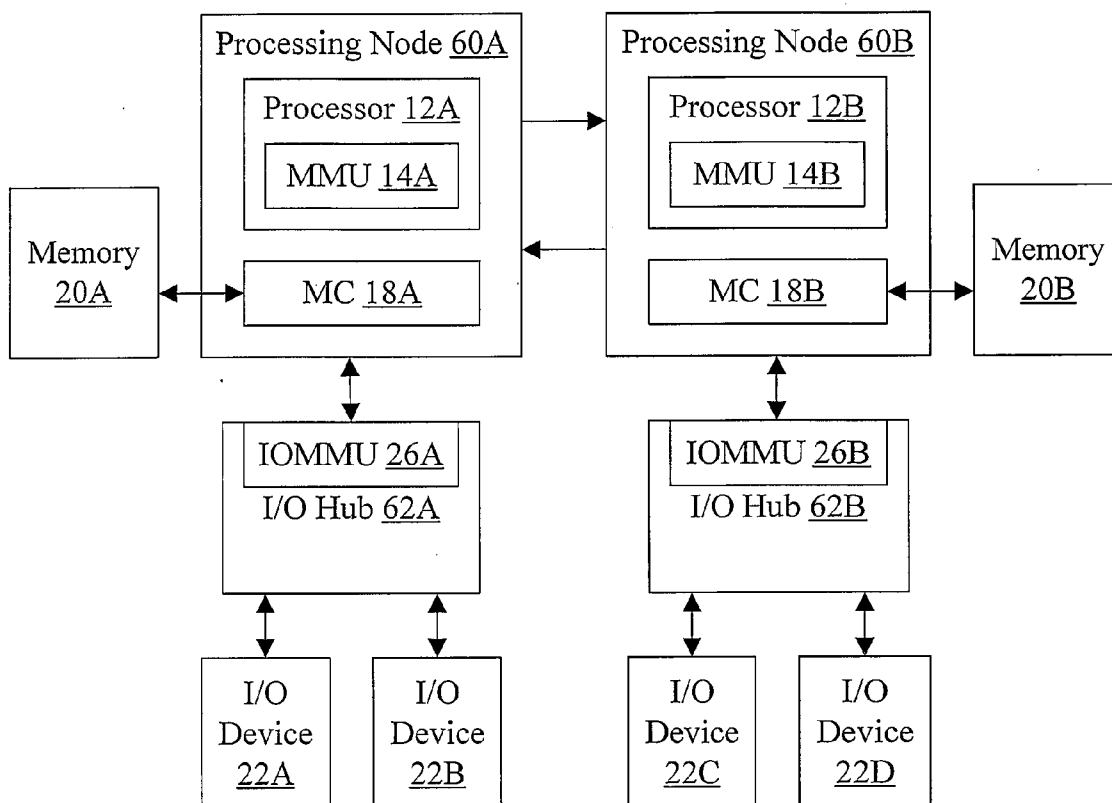 Processing Node 60A
Processor 12A
MMU 14A
MC 18A
Processing Node 60B
Processor 12B
MMU 14B
MC 18B
Memory
20A
Memory
20B
IOMMU 26A
I/O Hub 62A
IOMMU 26B
I/O Hub 62B
I/O
Device
22A
I/O
Device
22B
I/O
Device
22C
I/O
Device
22D